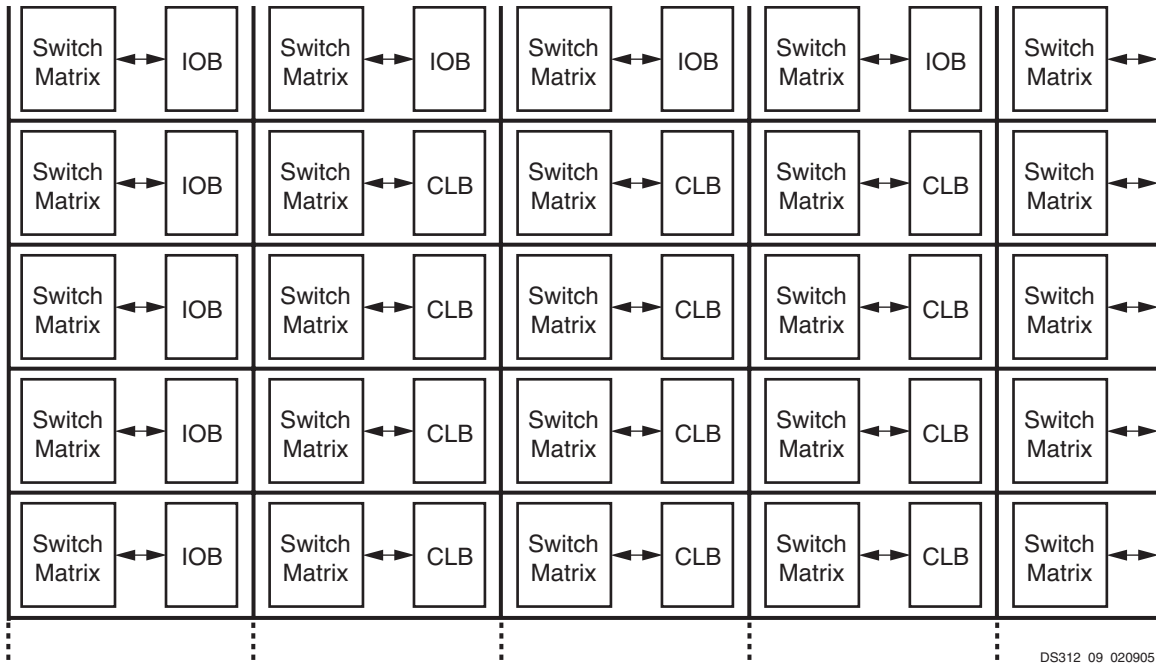 Switch Matrix IOB Switch Matrix IOB Switch Matrix IOB Switch Matrix IOB Switch Matrix
Switch Matrix IOB Switch Matrix CLB Switch Matrix CLB Switch Matrix CLB Switch Matrix
Switch Matrix IOB Switch Matrix CLB Switch Matrix CLB Switch Matrix CLB Switch Matrix
Switch Matrix IOB Switch Matrix CLB Switch Matrix CLB Switch Matrix CLB Switch Matrix
Switch Matrix IOB Switch Matrix CLB Switch Matrix CLB Switch Matrix CLB Switch Matrix
DS312_09_020905